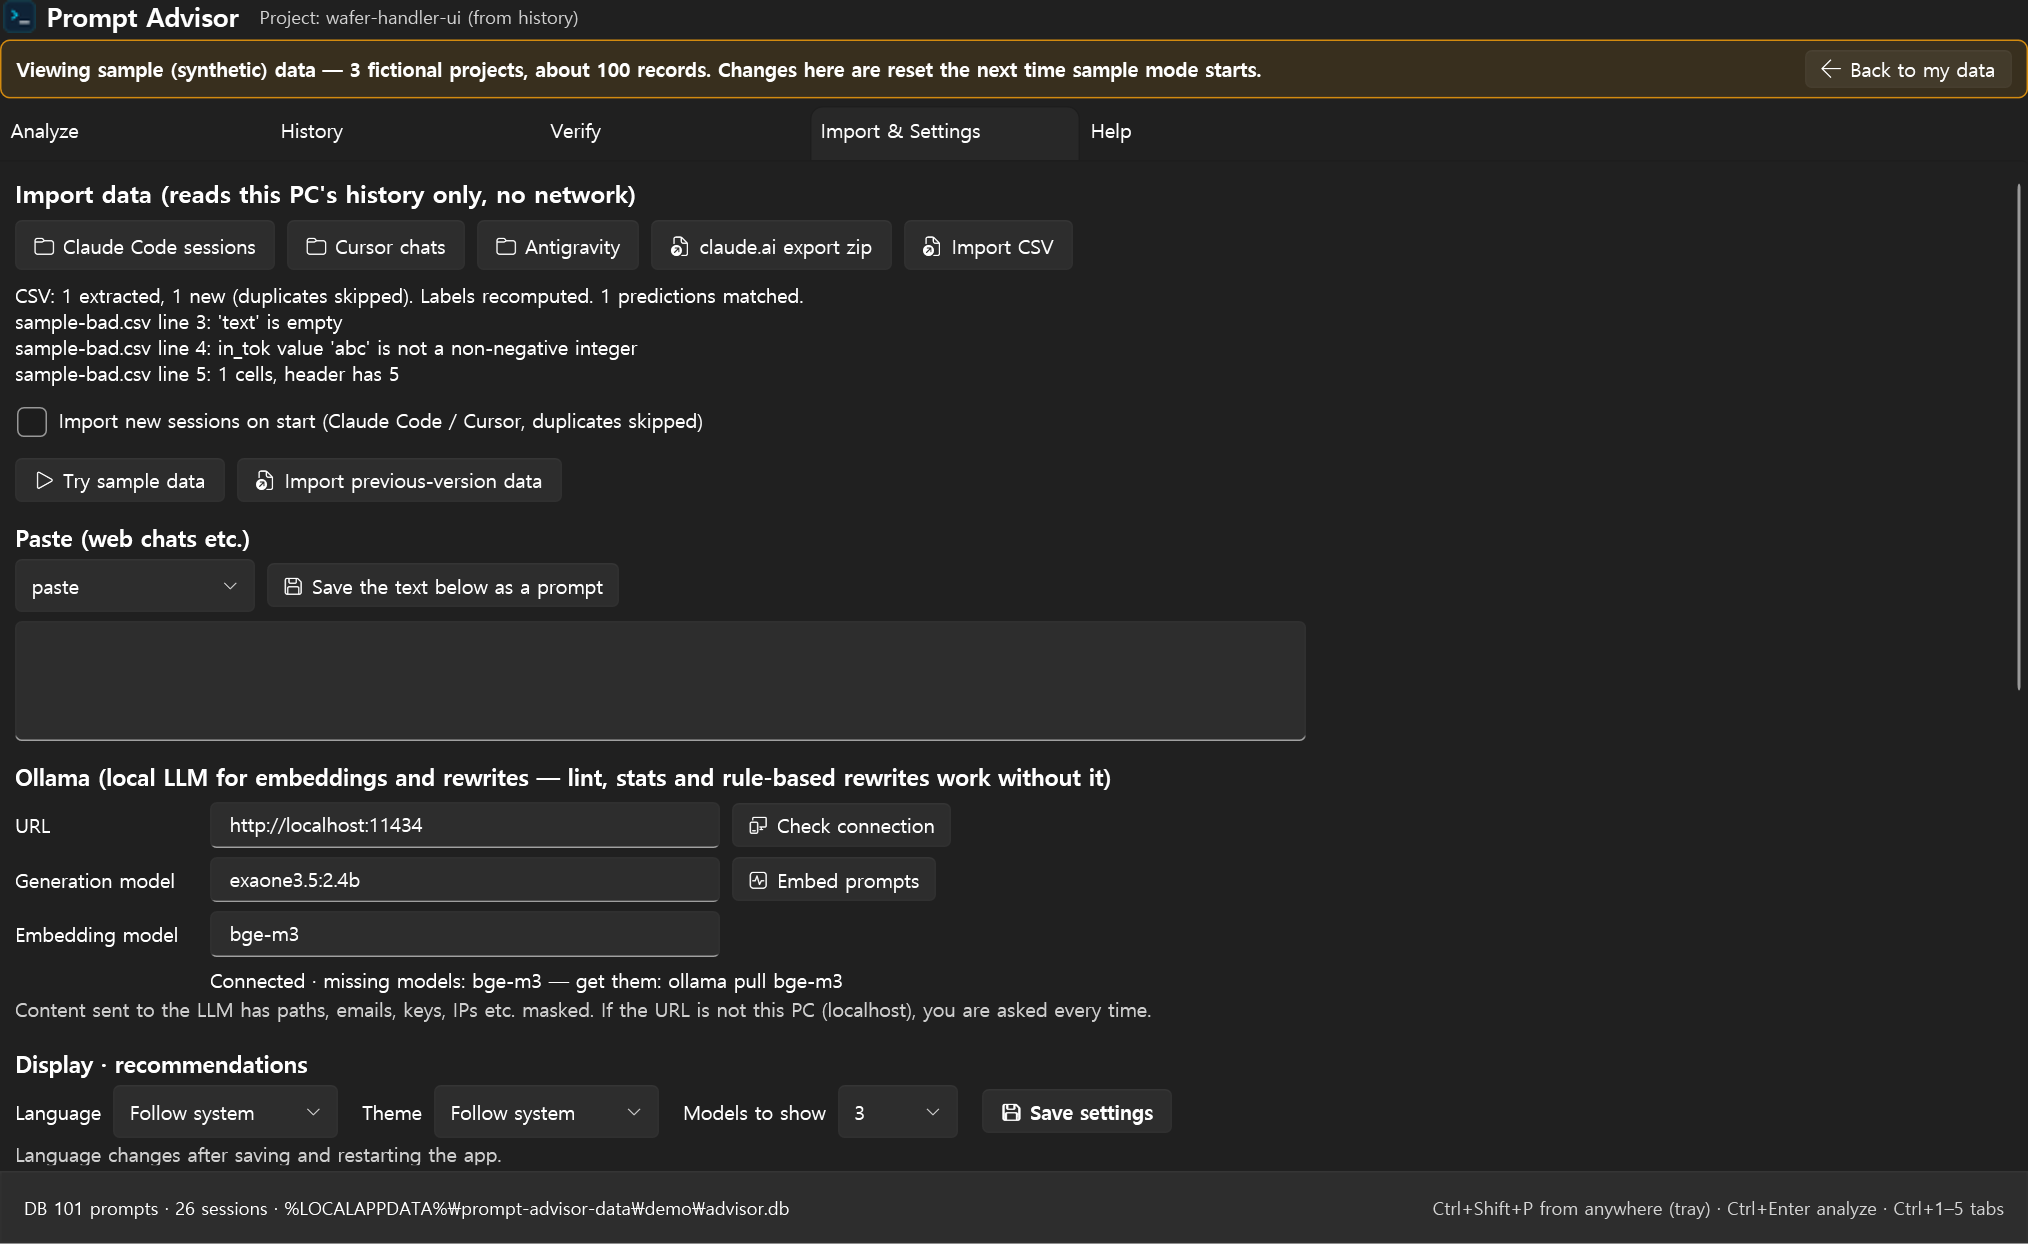 Prompt Advisor Project: wafer-handler-ui (from history)
Viewing sample (synthetic) data — 3 fictional projects, about 100 records. Changes here are reset the next time sample mode starts. Back to my data
Analyze History Verify Import & Settings Help
Import data (reads this PC's history only, no network)
Claude Code sessions Cursor chats Antigravity claude.ai export zip Import CSV
CSV: 1 extracted, 1 new (duplicates skipped). Labels recomputed. 1 predictions matched.
sample-bad.csv line 3: 'text' is empty
sample-bad.csv line 4: in_tok value 'abc' is not a non-negative integer
sample-bad.csv line 5: 1 cells, header has 5
Import new sessions on start (Claude Code / Cursor, duplicates skipped)
Try sample data Import previous-version data
Paste (web chats etc.)
paste Save the text below as a prompt
Ollama (local LLM for embeddings and rewrites — lint, stats and rule-based rewrites work without it)
URL http://localhost:11434 Check connection
Generation model exaone3.5:2.4b Embed prompts
Embedding model bge-m3
Connected · missing models: bge-m3 — get them: ollama pull bge-m3
Content sent to the LLM has paths, emails, keys, IPs etc. masked. If the URL is not this PC (localhost), you are asked every time.
Display · recommendations
Language Follow system Theme Follow system Models to show 3 Save settings
Language changes after saving and restarting the app.
DB 101 prompts · 26 sessions · %LOCALAPPDATA%₩prompt-advisor-data₩demo₩advisor.db Ctrl+Shift+P from anywhere (tray) · Ctrl+Enter analyze · Ctrl+1–5 tabs